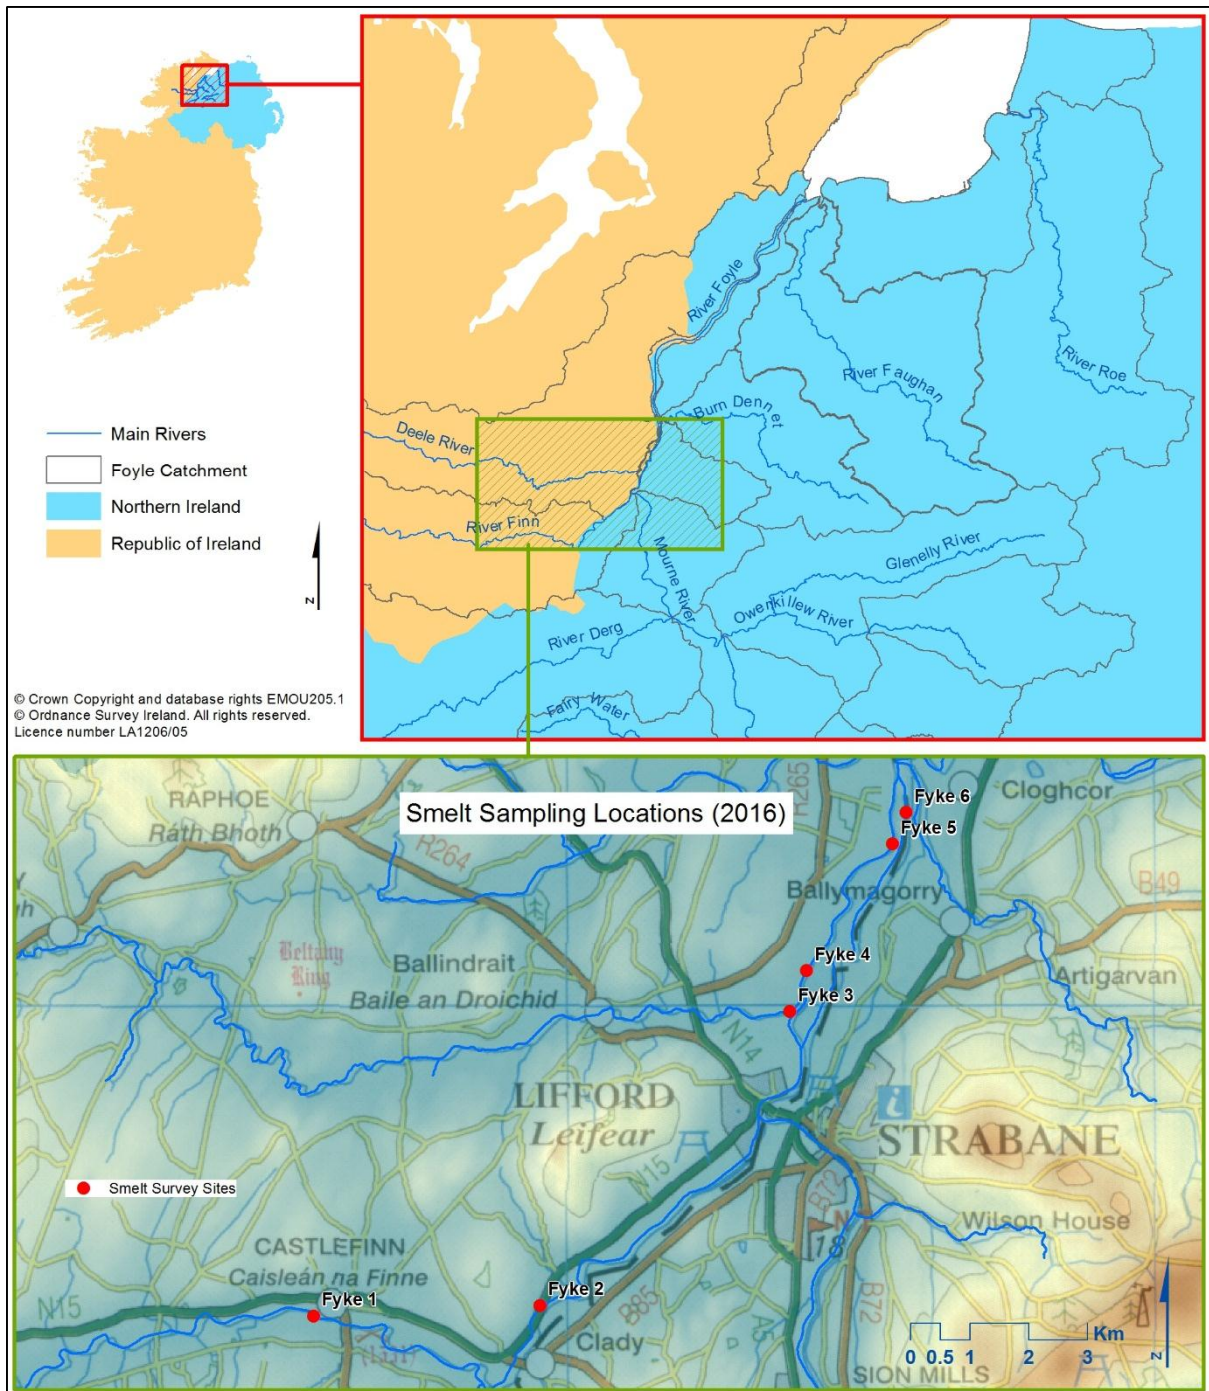 Main Rivers
Foyle Catchment
Northern Ireland
Republic of Ireland
N
© Crown Copyright and database rights EMOU205.1
© Ordnance Survey Ireland. All rights reserved.
Licence number LA1206/05
River Foyle
River Faughan
River Roe
Burn Dennet
Deele River
River Finn
Mourne River
Glenelly River
Owenkillew River
River Derg
Fairy Water
Smelt Sampling Locations (2016)
RAPHOE
Ráth Bhoth
R264
R265
Cloghcor
Fyke 6
Fyke 5
Ballymagorry
B49
Beltany
Ring
Ballindrait
Baile an Droichid
Fyke 4
Artigarvan
Fyke 3
N14
LIFFORD
Leifear
STRABANE
N15
Smelt Survey Sites
B72
Wilson House
N
18
CASTLEFINN
Caisleán na Finne
N15
Fyke 1
Fyke 2
B85
Clady
A5
B72
SION MILLS
0 0.5 1 2 3 Km
N